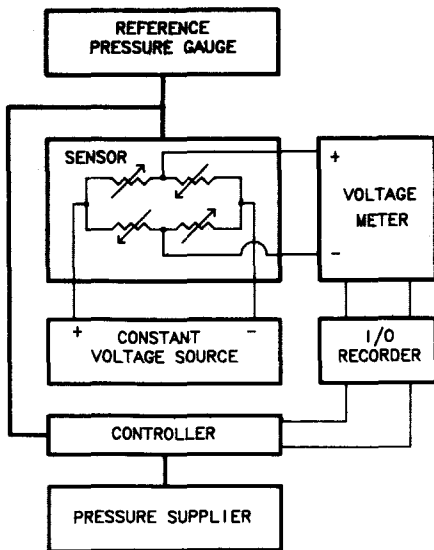 REFERENCE
PRESSURE GAUGE
SENSOR
+
-
VOLTAGE
METER
+
-
CONSTANT
VOLTAGE SOURCE
I/O
RECORDER
CONTROLLER
PRESSURE SUPPLIER